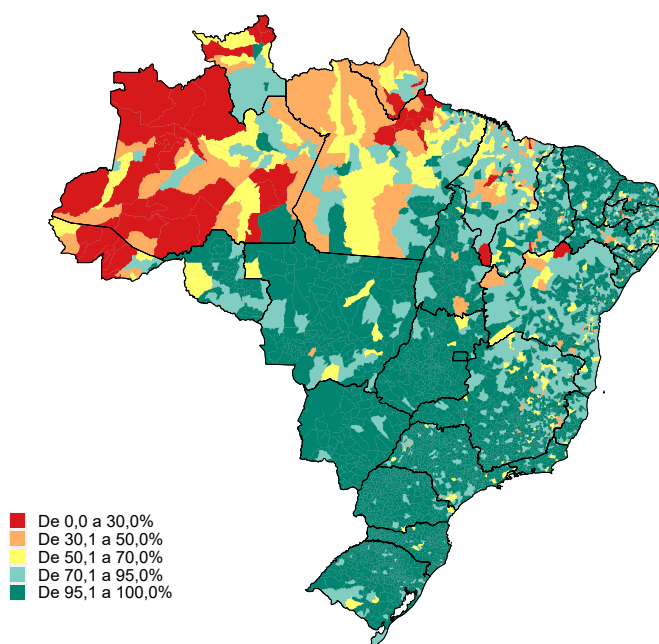 De 0,0 a 30,0%
De 30,1 a 50,0%
De 50,1 a 70,0%
De 70,1 a 95,0%
De 95,1 a 100,0%